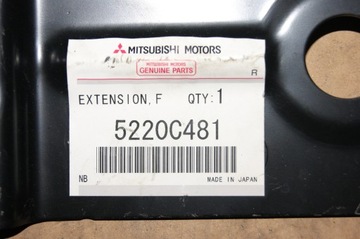 MITSUBISHI MOTORS
MITSUBISHI MOTORS
GENUINE PARTS
R
EXTENSION, F QTY: 1
5220C481
NB MADE IN JAPAN